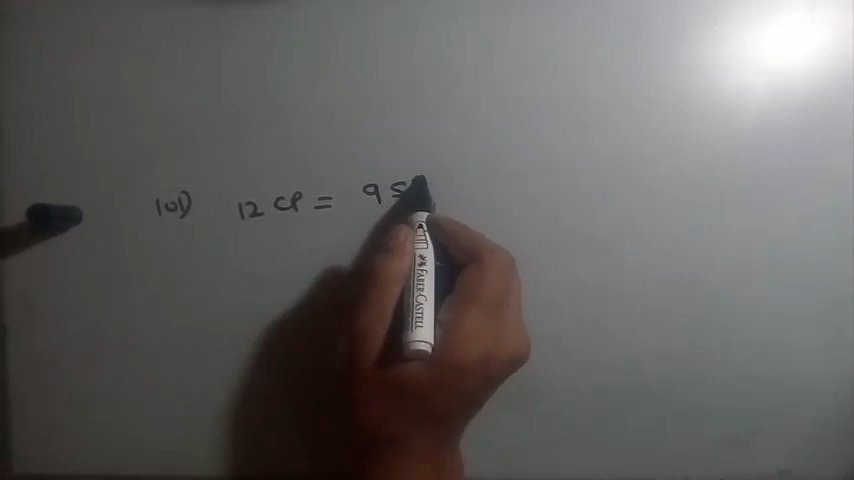 101) 12 CP = 9 S
FABER-CASTELL